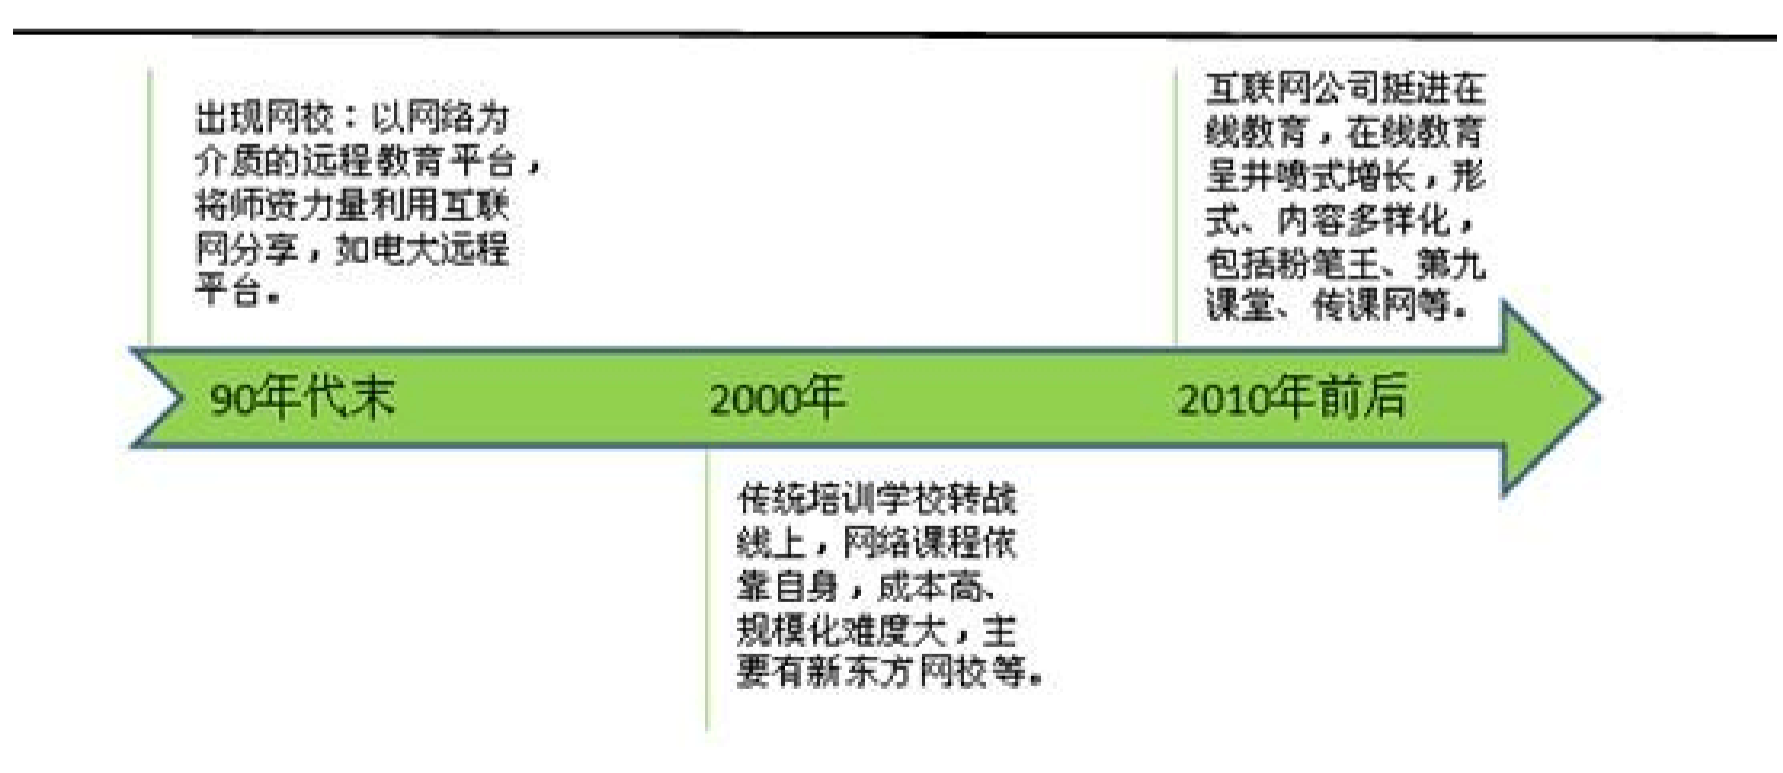 出现网校：以网络为
介质的远程教育平台，
将师资力量利用互联
网分享，如电大远程
平台。
互联网公司挺进在
线教育，在线教育
呈井喷式增长，形
式、内容多样化，
包括粉笔王、第九
课堂、传课网等。
90年代末
2000年
2010年前后
传统培训学校转战
线上，网络课程依
靠自身，成本高、
规模化难度大，主
要有新东方网校等。